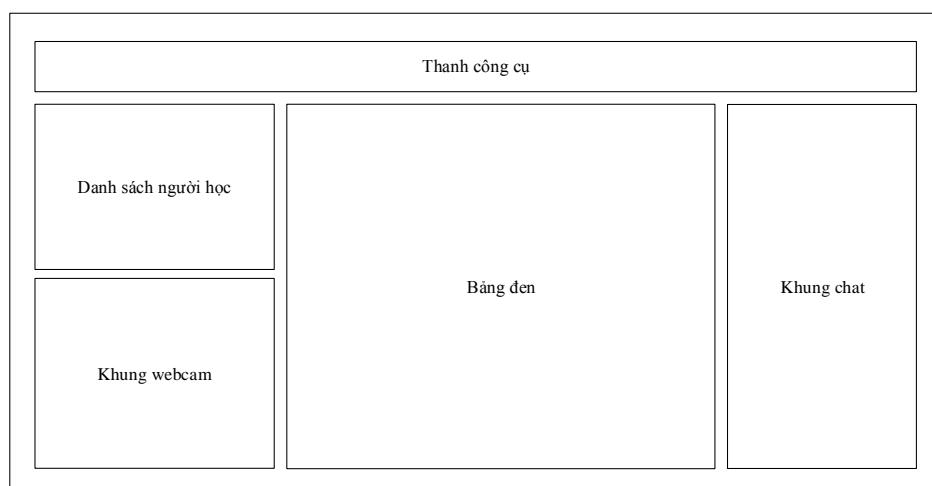 Thanh công cụ
Danh sách người học
Bảng đen
Khung chat
Khung webcam